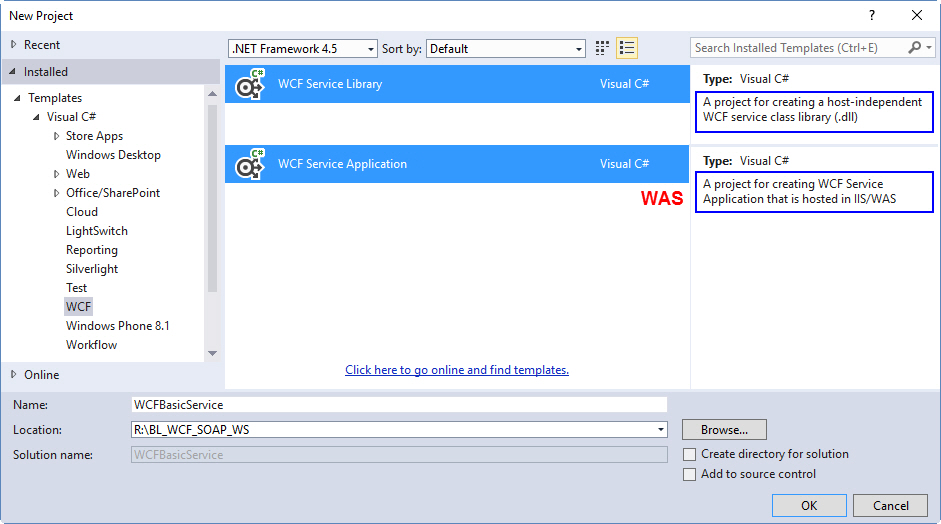 New Project
?
Recent
.NET Framework 4.5
Sort by:
Default
Search Installed Templates (Ctrl+E)
Installed
Templates
Visual C#
Store Apps
Windows Desktop
Web
Office/SharePoint
Cloud
LightSwitch
Reporting
Silverlight
Test
WCF
Windows Phone 8.1
Workflow
Online
C#
WCF Service Library
Visual C#
C#
WCF Service Application
Visual C#
WAS
Click here to go online and find templates.
Type: Visual C#
A project for creating a host-independent
WCF service class library (.dll)
Type: Visual C#
A project for creating WCF Service
Application that is hosted in IIS/WAS
Name:
WCFBasicService
Location:
R:\BL_WCF_SOAP_WS
Browse...
Solution name:
WCFBasicService
Create directory for solution
Add to source control
OK
Cancel